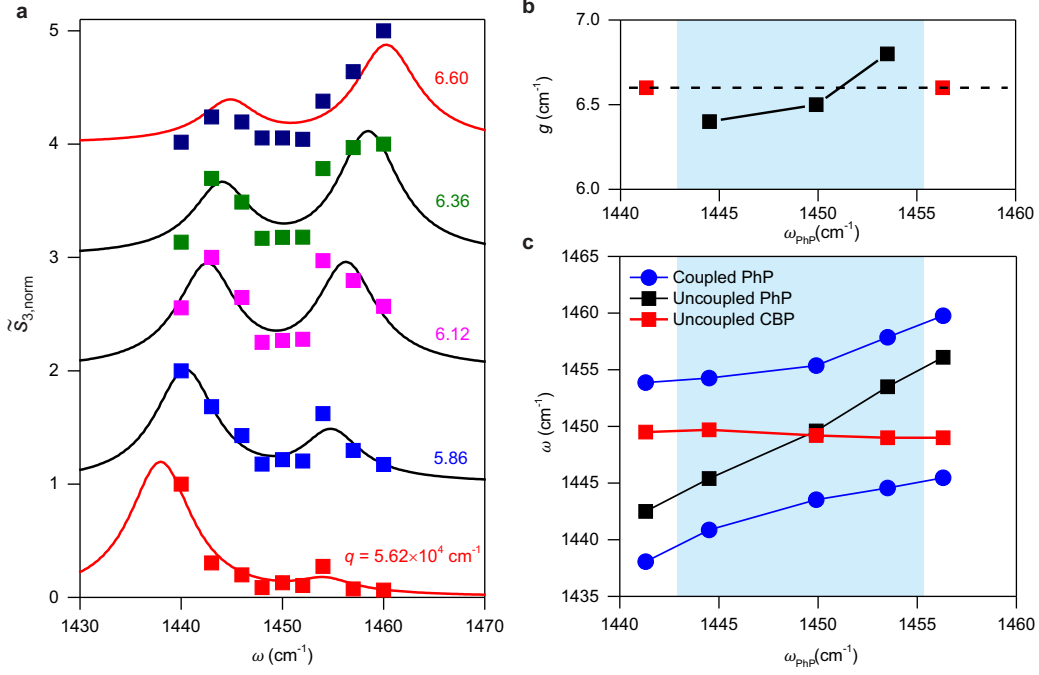 a
5
4
3
2
1
0
1430
1440
1450
1460
1470
S̃3,norm
ω (cm-1)
6.60
6.36
6.12
5.86
q = 5.62×10^4 cm-1
b
7.0
6.5
6.0
1440
1445
1450
1455
1460
g (cm-1)
ωPhP(cm-1)
c
1465
1460
1455
1450
1445
1440
1435
1440
1445
1450
1455
1460
ω (cm-1)
ωPhP(cm-1)
Coupled PhP
Uncoupled PhP
Uncoupled CBP